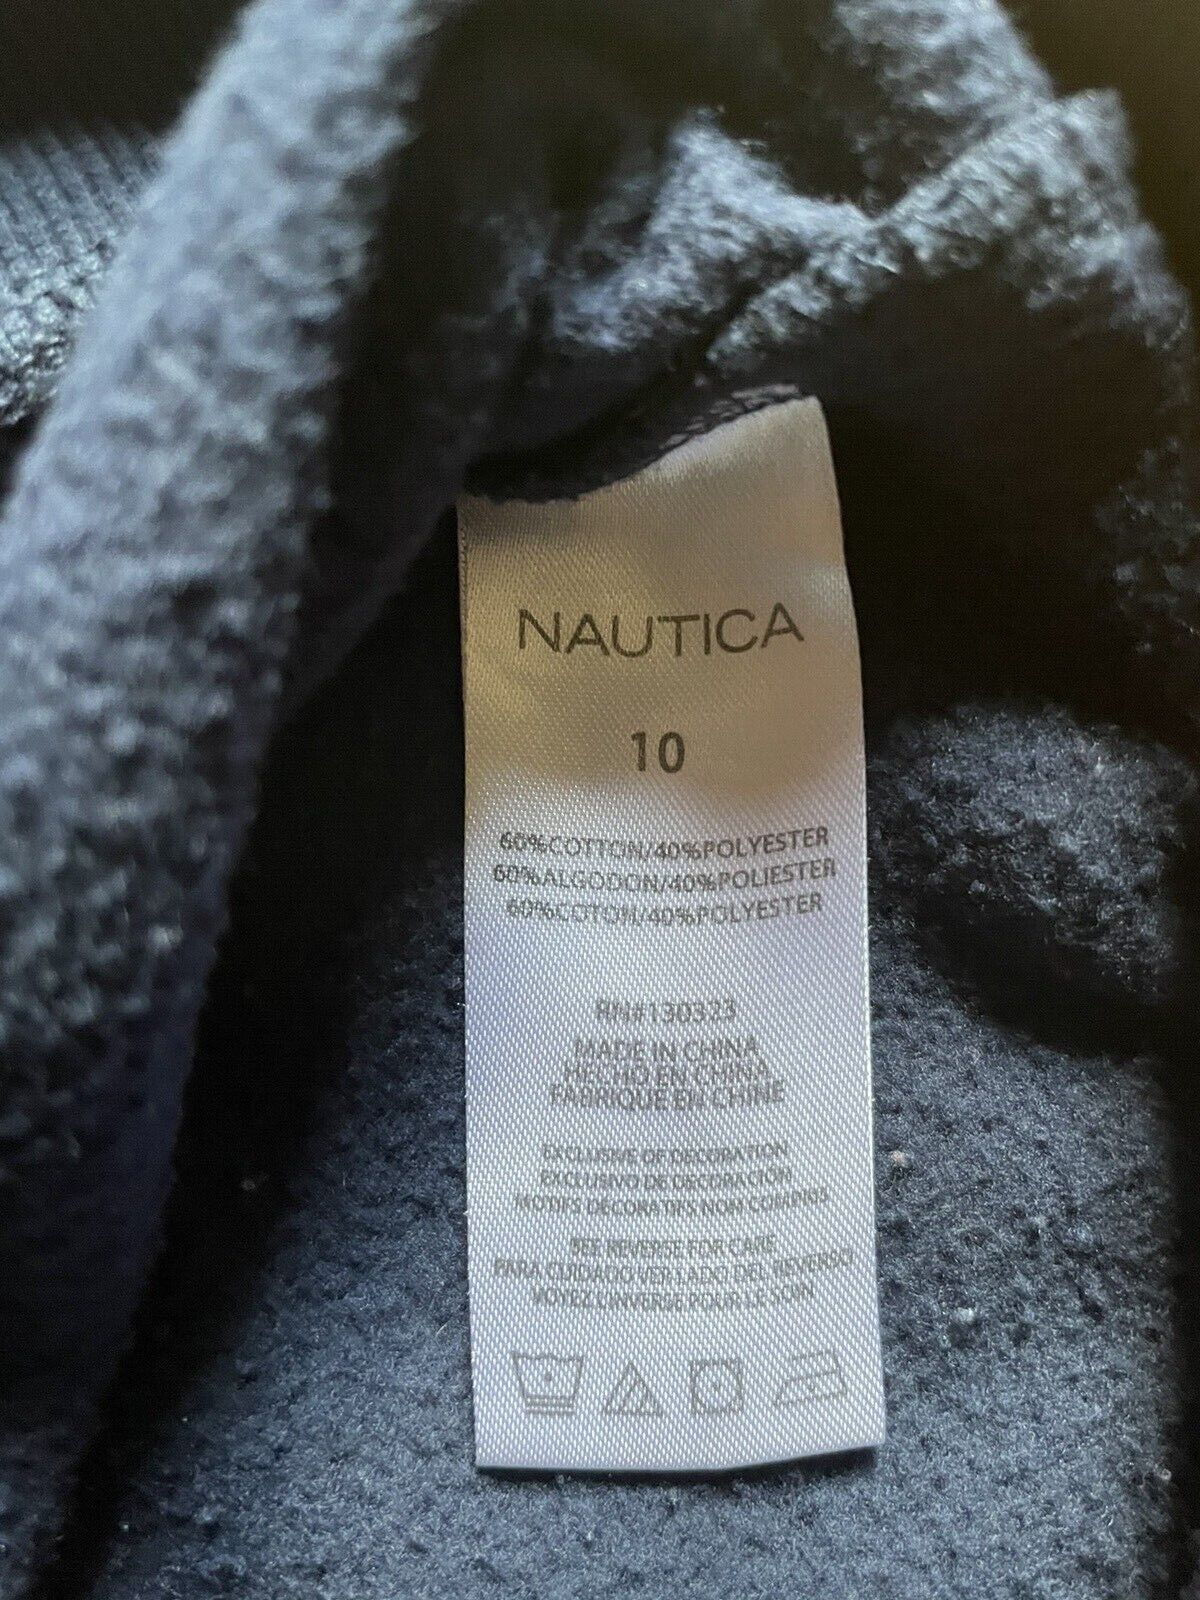 NAUTICA
10
60%COTTON/40%POLYESTER
60%ALGODON/40%POLIESTER
60%COTON/40%POLYESTER
RN#130323
MADE IN CHINA
HECHO EN CHINA
FABRIQUE EN CHINE
EXCLUSIVE OF DECORATION
EXCLUSIVO DE DECORACIÓN
MOTIFS DECORATIFS NON COMPRIS
SEE REVERSE FOR CARE
PARA CUIDADO VER LADO DEL REVERSO
VOYEZ L'INVERSE POUR LE SOIN